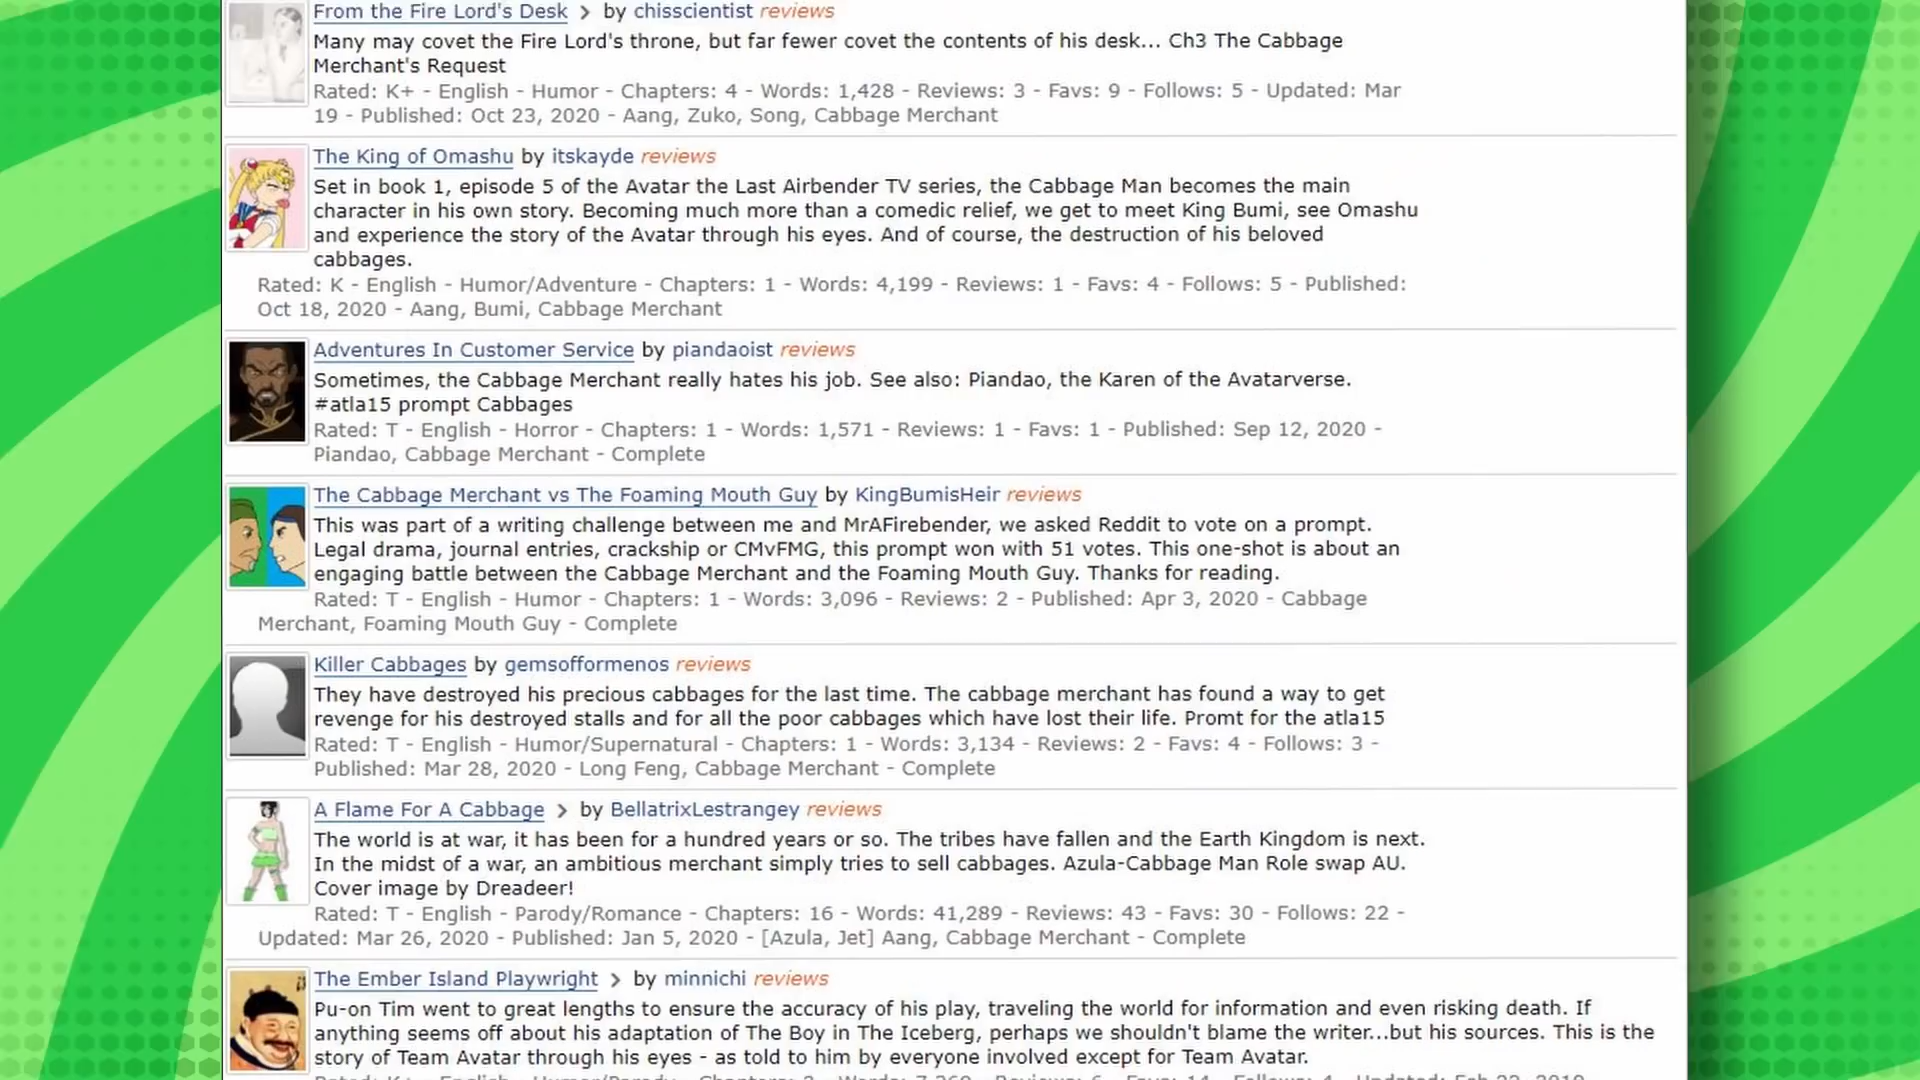 From the Fire Lord's Desk > by chisscientist reviews
Many may covet the Fire Lord's throne, but far fewer covet the contents of his desk... Ch3 The Cabbage
Merchant's Request
Rated: K+ - English - Humor - Chapters: 4 - Words: 1,428 - Reviews: 3 - Favs: 9 - Follows: 5 - Updated: Mar
19 - Published: Oct 23, 2020 - Aang, Zuko, Song, Cabbage Merchant
The King of Omashu by itskayde reviews
Set in book 1, episode 5 of the Avatar the Last Airbender TV series, the Cabbage Man becomes the main
character in his own story. Becoming much more than a comedic relief, we get to meet King Bumi, see Omashu
and experience the story of the Avatar through his eyes. And of course, the destruction of his beloved
cabbages.
Rated: K - English - Humor/Adventure - Chapters: 1 - Words: 4,199 - Reviews: 1 - Favs: 4 - Follows: 5 - Published:
Oct 18, 2020 - Aang, Bumi, Cabbage Merchant
Adventures In Customer Service by piandaoist reviews
Sometimes, the Cabbage Merchant really hates his job. See also: Piandao, the Karen of the Avatarverse.
#atla15 prompt Cabbages
Rated: T - English - Horror - Chapters: 1 - Words: 1,571 - Reviews: 1 - Favs: 1 - Published: Sep 12, 2020 -
Piandao, Cabbage Merchant - Complete
The Cabbage Merchant vs The Foaming Mouth Guy by KingBumisHeir reviews
This was part of a writing challenge between me and MrAFirebender, we asked Reddit to vote on a prompt.
Legal drama, journal entries, crackship or CMvFMG, this prompt won with 51 votes. This one-shot is about an
engaging battle between the Cabbage Merchant and the Foaming Mouth Guy. Thanks for reading.
Rated: T - English - Humor - Chapters: 1 - Words: 3,096 - Reviews: 2 - Published: Apr 3, 2020 - Cabbage
Merchant, Foaming Mouth Guy - Complete
Killer Cabbages by gemsofformenos reviews
They have destroyed his precious cabbages for the last time. The cabbage merchant has found a way to get
revenge for his destroyed stalls and for all the poor cabbages which have lost their life. Promt for the atla15
Rated: T - English - Humor/Supernatural - Chapters: 1 - Words: 3,134 - Reviews: 2 - Favs: 4 - Follows: 3 -
Published: Mar 28, 2020 - Long Feng, Cabbage Merchant - Complete
A Flame For A Cabbage > by BellatrixLestrangey reviews
The world is at war, it has been for a hundred years or so. The tribes have fallen and the Earth Kingdom is next.
In the midst of a war, an ambitious merchant simply tries to sell cabbages. Azula-Cabbage Man Role swap AU.
Cover image by Dreadeer!
Rated: T - English - Parody/Romance - Chapters: 16 - Words: 41,289 - Reviews: 43 - Favs: 30 - Follows: 22 -
Updated: Mar 26, 2020 - Published: Jan 5, 2020 - [Azula, Jet] Aang, Cabbage Merchant - Complete
The Ember Island Playwright > by minnichi reviews
Pu-on Tim went to great lengths to ensure the accuracy of his play, traveling the world for information and even risking death. If
anything seems off about his adaptation of The Boy in The Iceberg, perhaps we shouldn't blame the writer...but his sources. This is the
story of Team Avatar through his eyes - as told to him by everyone involved except for Team Avatar.